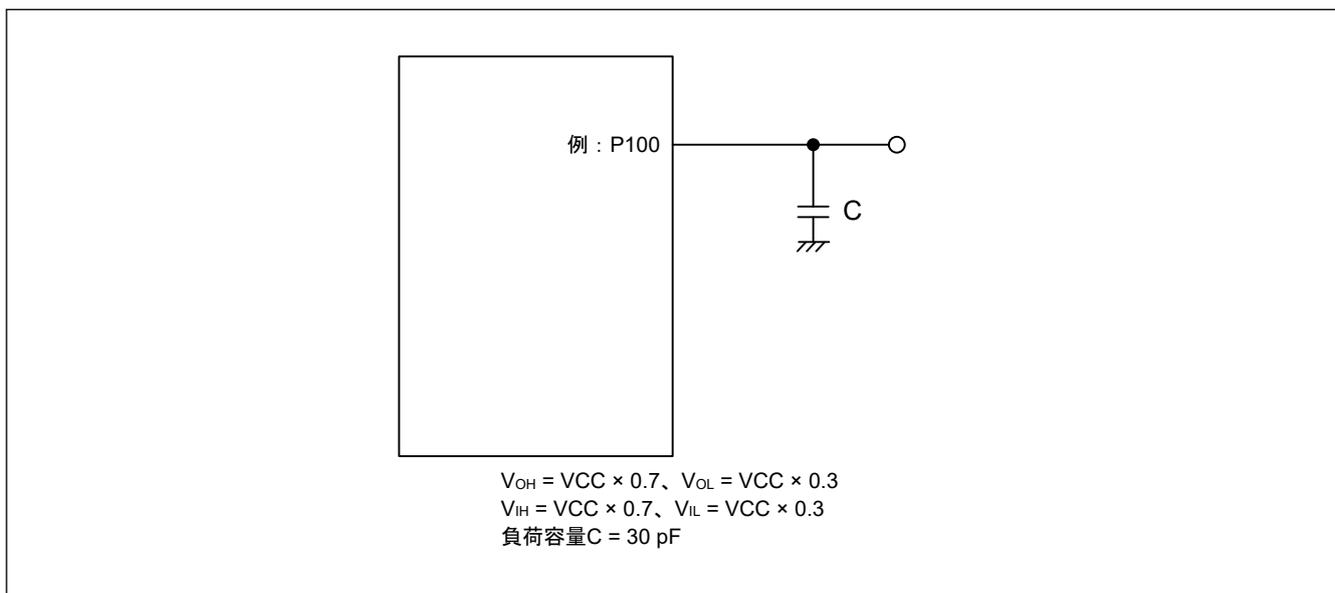 例：P100
C
VOH = VCC × 0.7、VOL = VCC × 0.3
VIH = VCC × 0.7、VIL = VCC × 0.3
負荷容量C = 30 pF